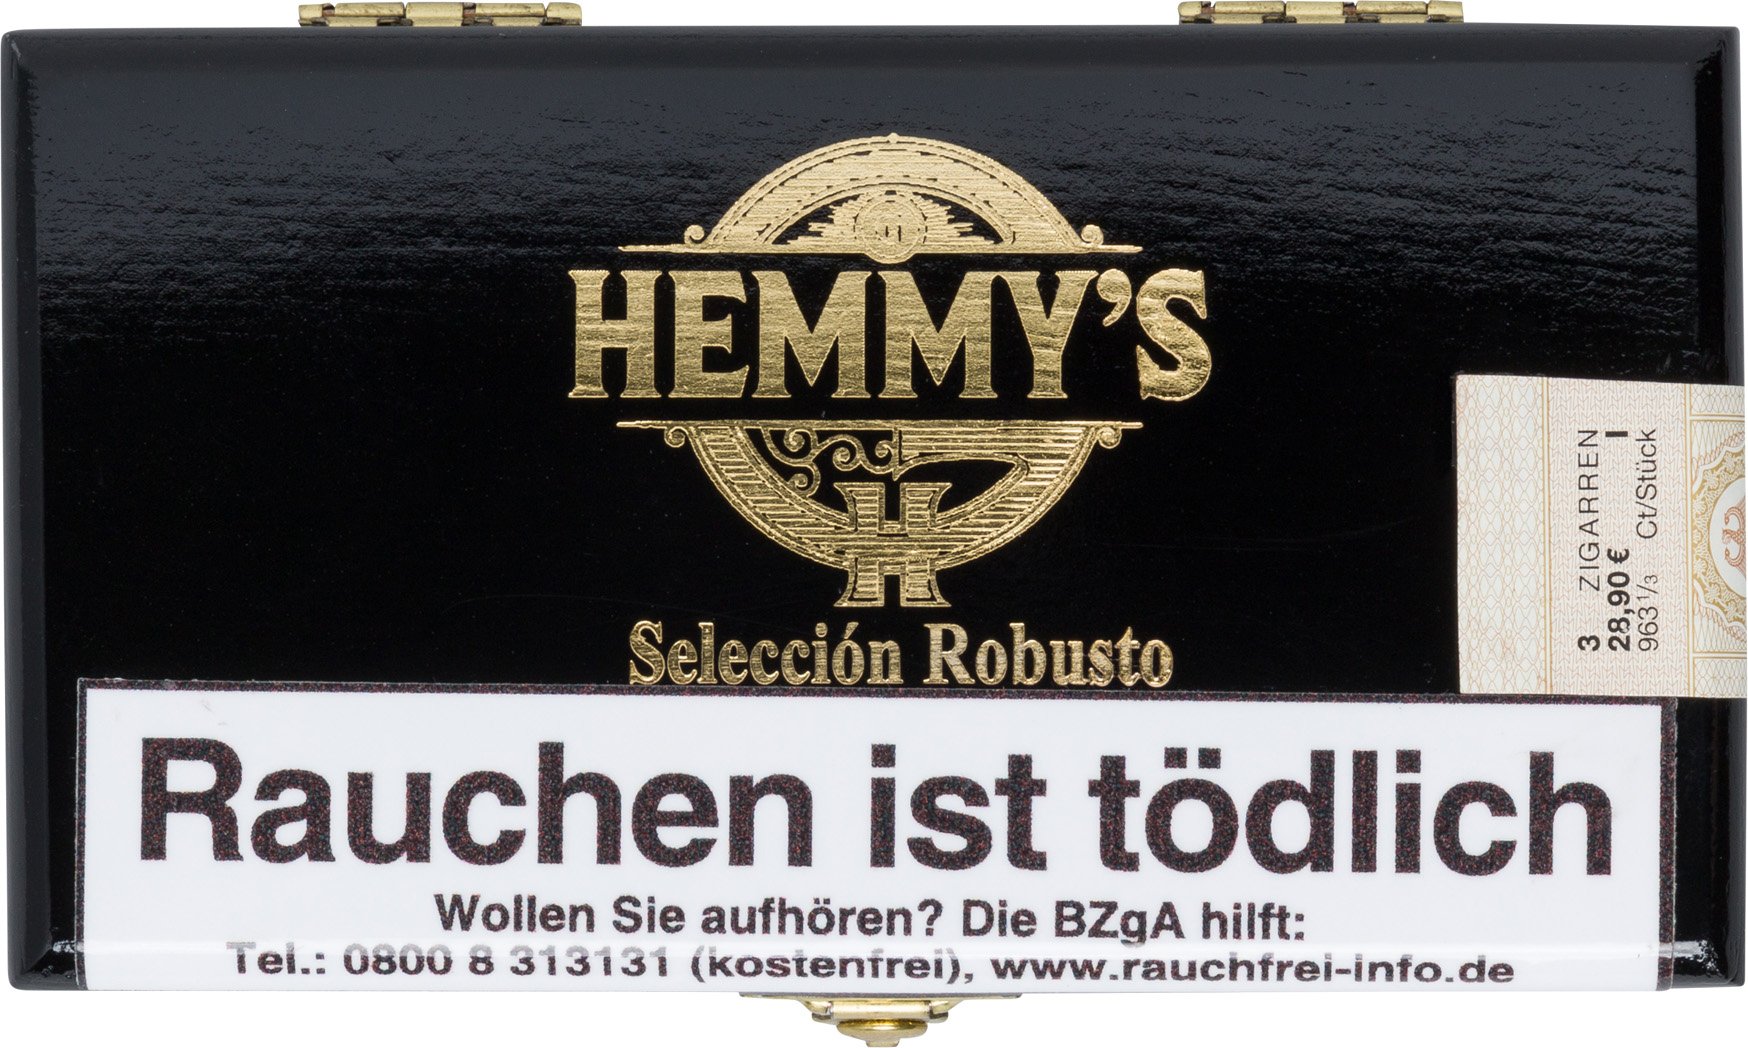 HEMMY'S
H
Selección Robusto
3 ZIGARREN
28,90 € I
963 1/3 Ct/Stück
Rauchen ist tödlich
Wollen Sie aufhören? Die BZgA hilft:
Tel.: 0800 8 313131 (kostenfrei), www.rauchfrei-info.de